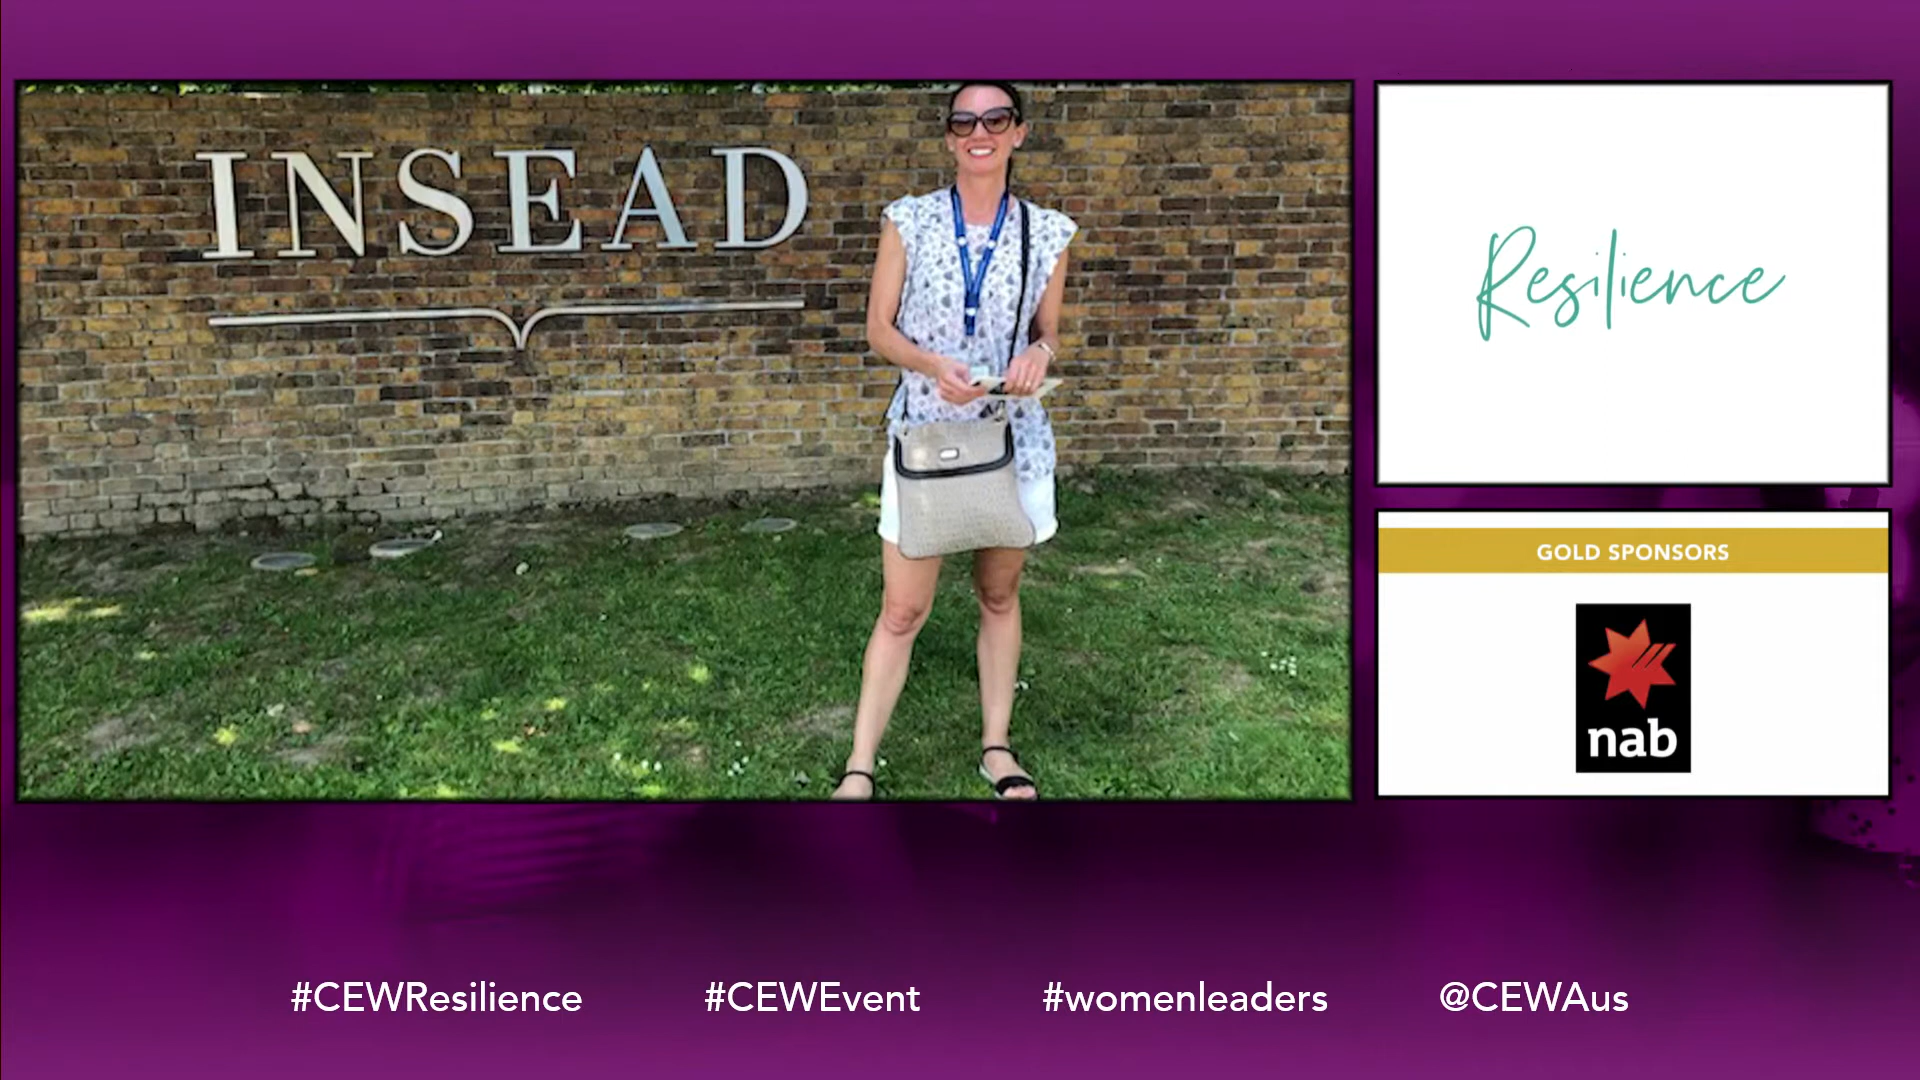 INSEAD
Resilience
GOLD SPONSORS
nab
#CEWResilience #CEWEvent #womenleaders @CEWAus